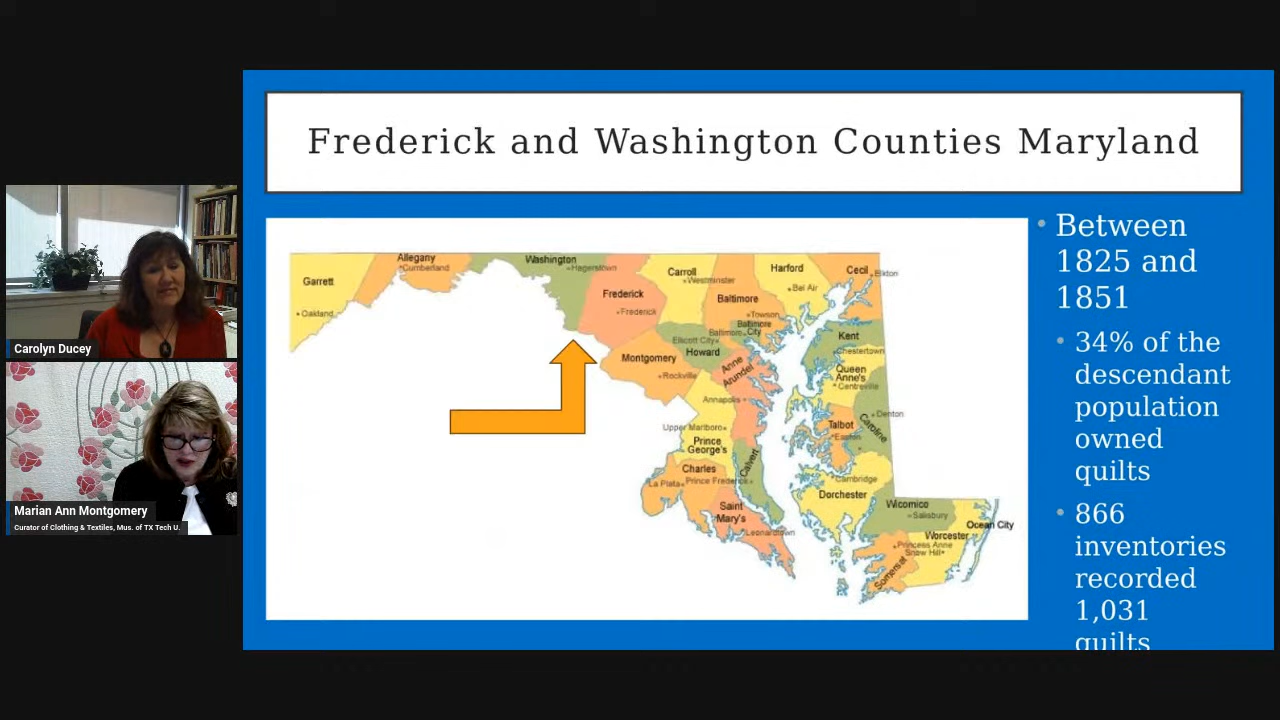 Frederick and Washington Counties Maryland
Between
1825 and
1851
34% of the
descendant
population
owned
quilts
866
inventories
recorded
1,031
quilts
Garrett
Oakland
Allegany
Cumberland
Washington
Hagerstown
Frederick
Frederick
Carroll
Westminster
Baltimore
Towson
Harford
Bel Air
Cecil
Elkton
Baltimore City
Baltimore
Ellicott City
Howard
Montgomery
Rockville
Anne
Arundel
Annapolis
Kent
Chestertown
Queen
Anne's
Centreville
Talbot
Easton
Caroline
Denton
Upper Marlboro
Prince
George's
Calvert
Prince Frederick
Charles
La Plata
Saint
Mary's
Leonardtown
Cambridge
Dorchester
Wicomico
Salisbury
Ocean City
Worcester
Snow Hill
Princess Anne
Somerset
Carolyn Ducey
Marian Ann Montgomery
Curator of Clothing & Textiles, Mus. of TX Tech U.